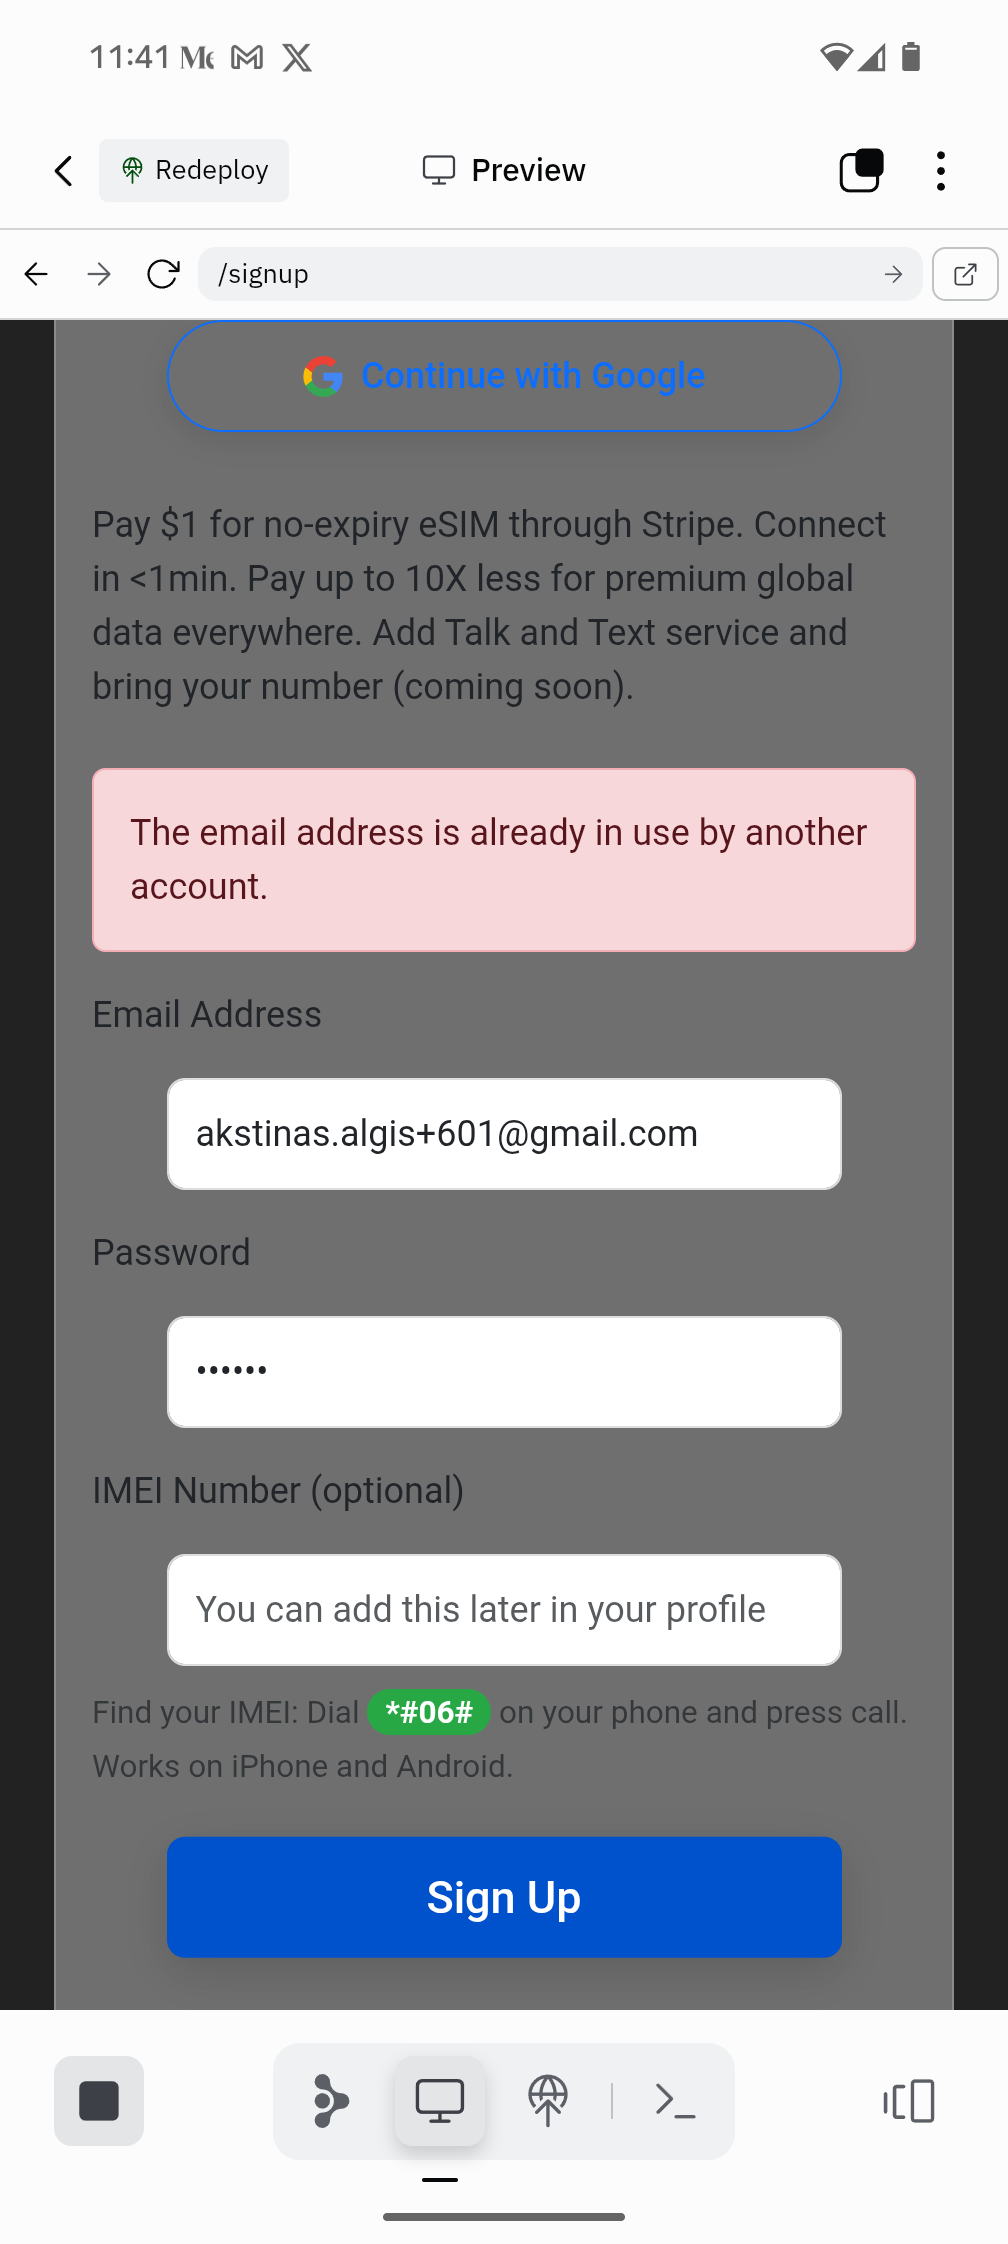 11:41
Redeploy
Preview
/signup
Continue with Google
Pay $1 for no-expiry eSIM through Stripe. Connect
in <1min. Pay up to 10X less for premium global
data everywhere. Add Talk and Text service and
bring your number (coming soon).
The email address is already in use by another
account.
Email Address
akstinas.algis+601@gmail.com
Password
••••••
IMEI Number (optional)
You can add this later in your profile
Find your IMEI: Dial *#06# on your phone and press call.
Works on iPhone and Android.
Sign Up